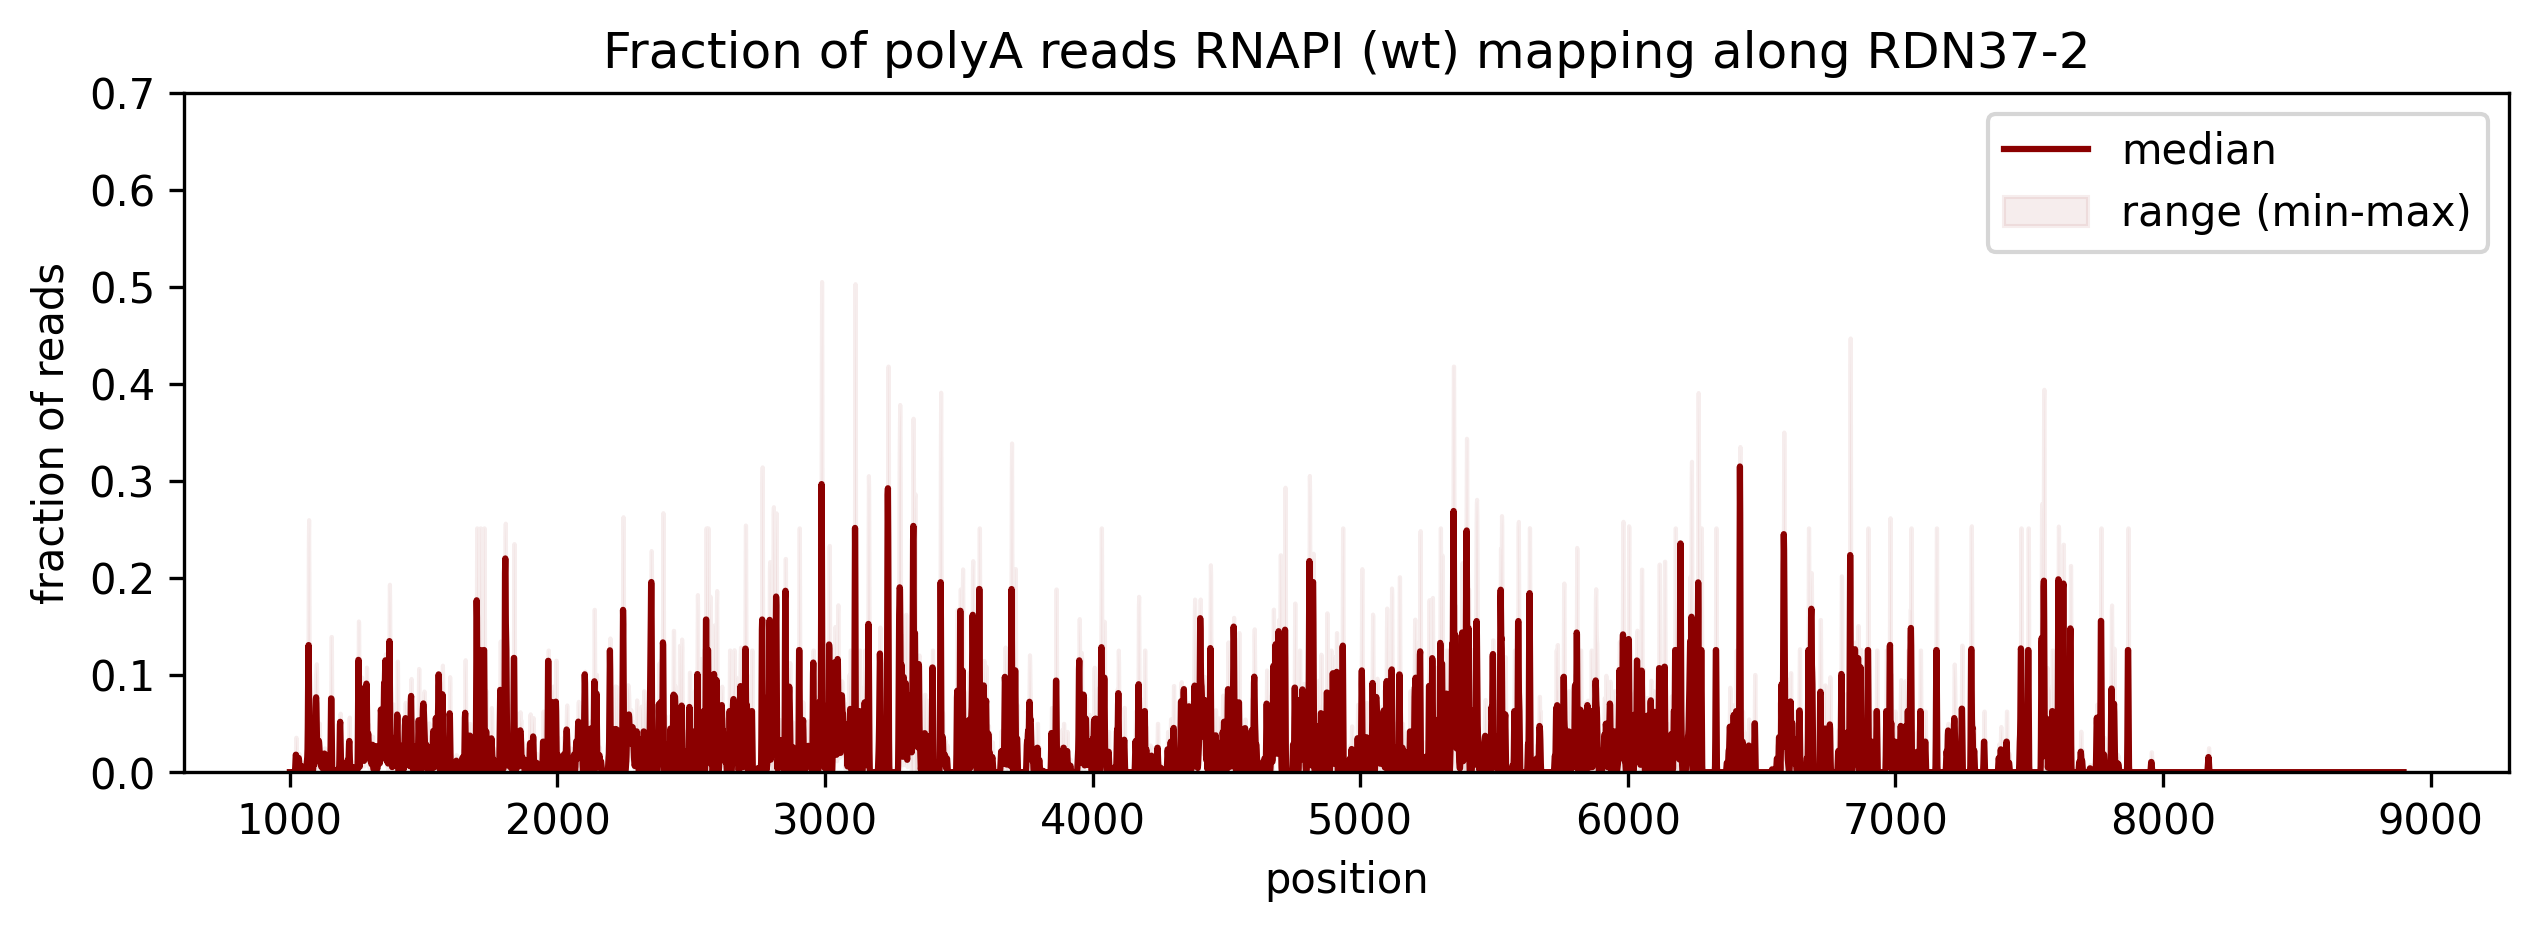 Fraction of polyA reads RNAPI (wt) mapping along RDN37-2
0.7
0.6
0.5
0.4
0.3
0.2
0.1
0.0
fraction of reads
median
range (min-max)
1000 2000 3000 4000 5000 6000 7000 8000 9000
position